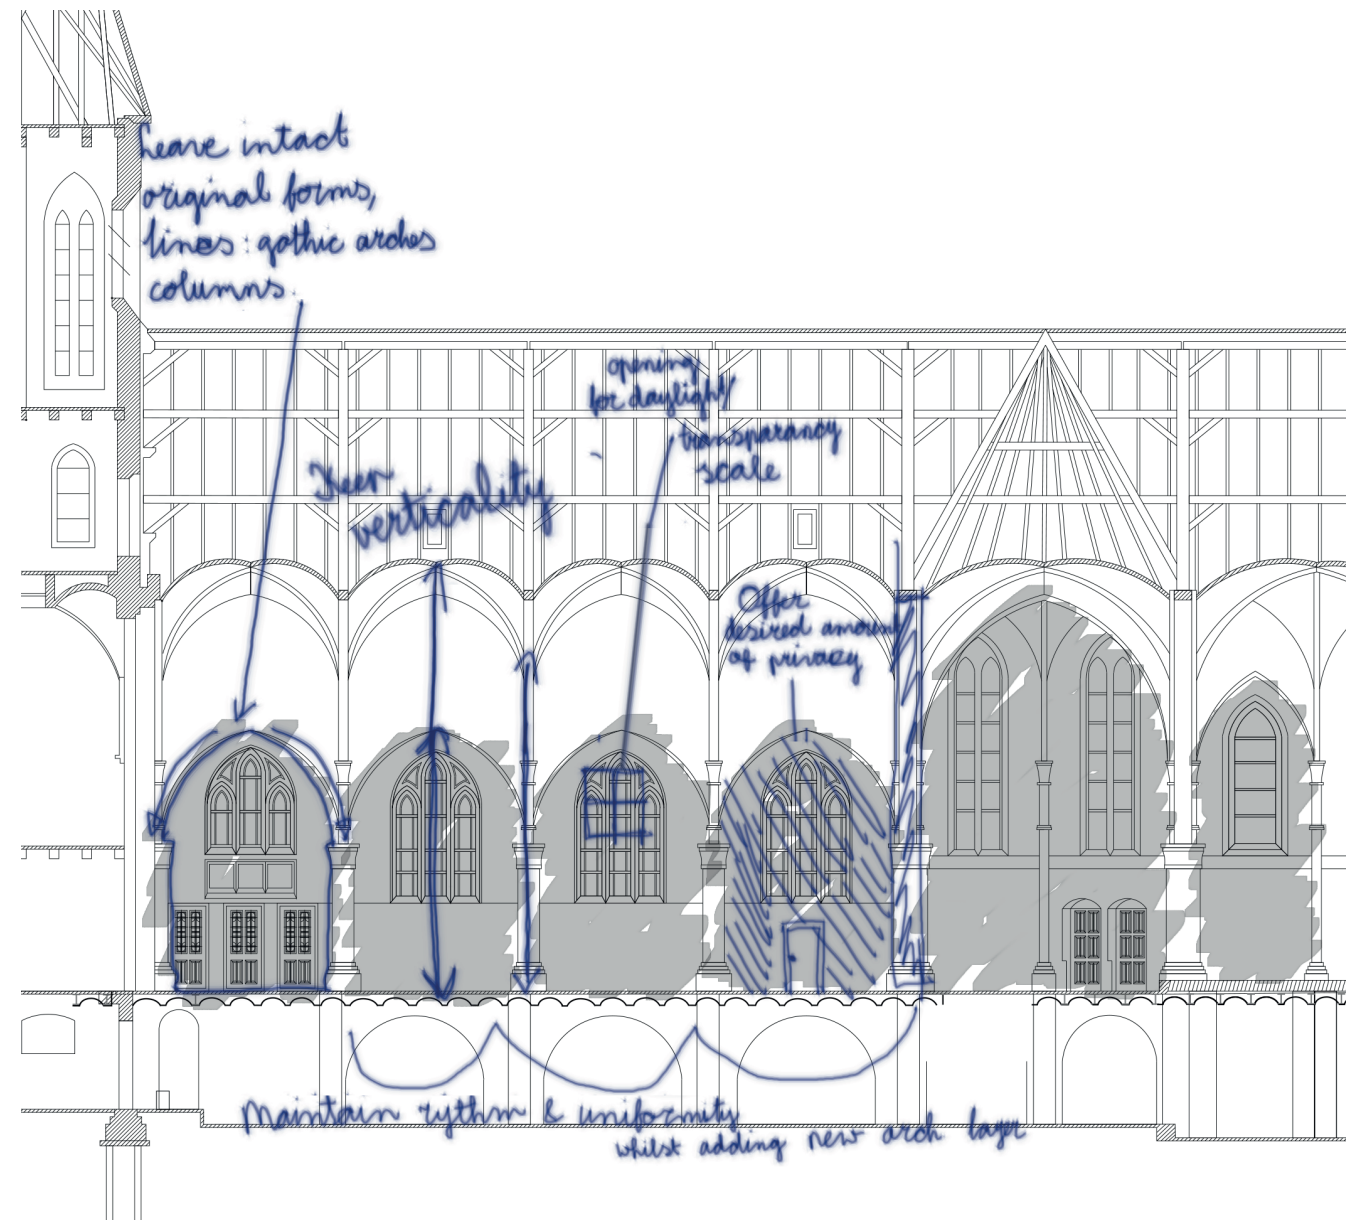 Leave intact
original forms,
lines: gothic arches
columns.
opening
for daylight/
transparancy
scale
Keep
verticality
Offer
desired amount
of privacy
Maintain rythm & uniformity
whilst adding new arch layer